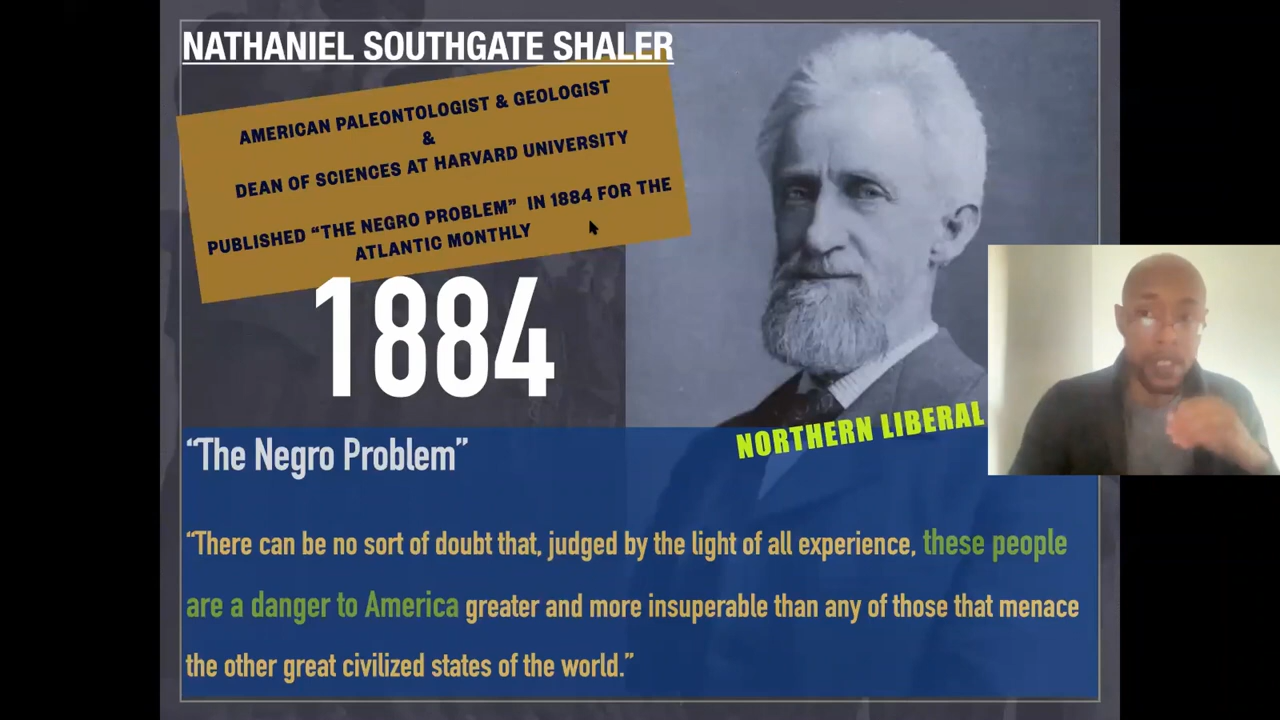 NATHANIEL SOUTHGATE SHALER
AMERICAN PALEONTOLOGIST & GEOLOGIST
&
DEAN OF SCIENCES AT HARVARD UNIVERSITY
PUBLISHED “THE NEGRO PROBLEM” IN 1884 FOR THE
ATLANTIC MONTHLY
1884
NORTHERN LIBERAL
“The Negro Problem”
“There can be no sort of doubt that, judged by the light of all experience, these people
are a danger to America greater and more insuperable than any of those that menace
the other great civilized states of the world.”